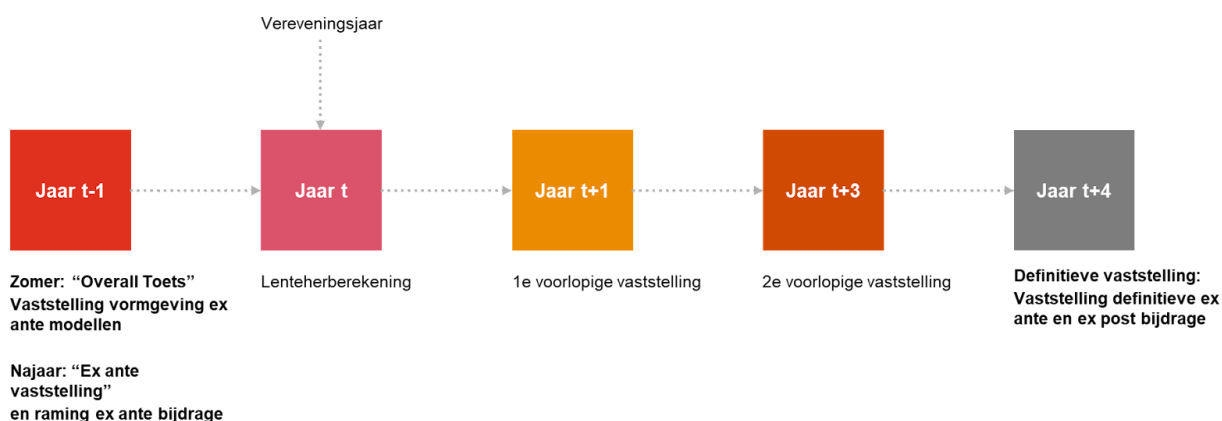 Vereveningsjaar
Jaar t-1
Jaar t
Jaar t+1
Jaar t+3
Jaar t+4
Zomer: “Overall Toets”
Vaststelling vormgeving ex
ante modellen
Najaar: “Ex ante
vaststelling”
en raming ex ante bijdrage
Lenteherberekening
1e voorlopige vaststelling
2e voorlopige vaststelling
Definitieve vaststelling:
Vaststelling definitieve ex
ante en ex post bijdrage